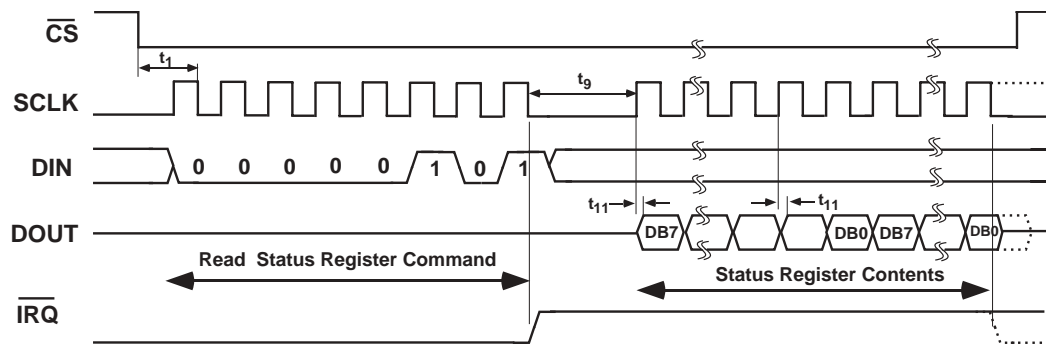 CS
t1
SCLK
t9
DIN
0 0 0 0 0 1 0 1
t11
t11
DOUT
DB7 DB0 DB7 DB0
Read Status Register Command
Status Register Contents
IRQ